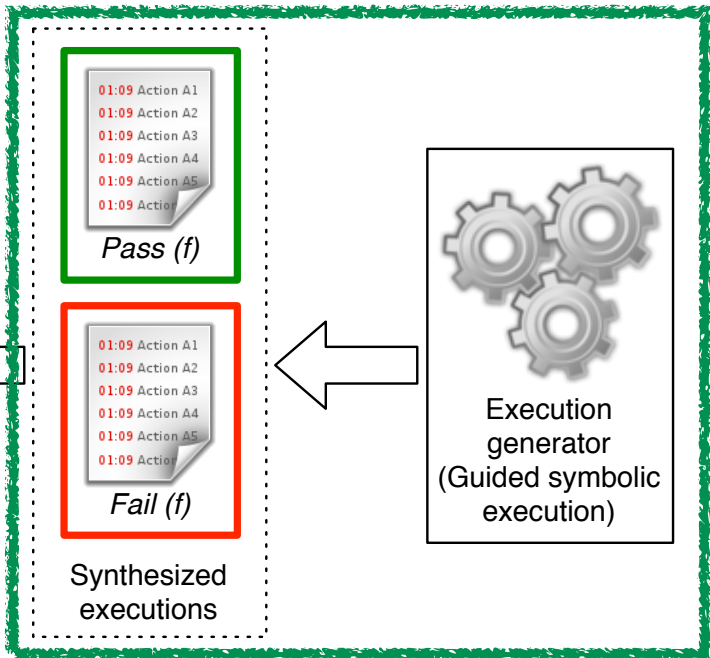 01:09 Action A1
01:09 Action A2
01:09 Action A3
01:09 Action A4
01:09 Action A5
01:09 Action
Pass (f)
01:09 Action A1
01:09 Action A2
01:09 Action A3
01:09 Action A4
01:09 Action A5
01:09 Action
Fail (f)
Synthesized
executions
Execution
generator
(Guided symbolic
execution)